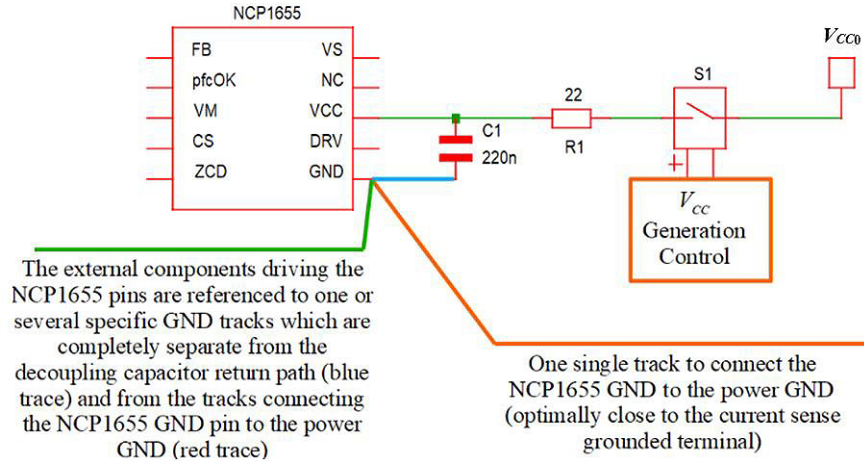 NCP1655
FB
VS
pfcOK
NC
VM
VCC
CS
DRV
ZCD
GND
C1
220n
22
R1
S1
VCC0
+
VCC
Generation
Control
The external components driving the
NCP1655 pins are referenced to one or
several specific GND tracks which are
completely separate from the
decoupling capacitor return path (blue
trace) and from the tracks connecting
the NCP1655 GND pin to the power
GND (red trace)
One single track to connect the
NCP1655 GND to the power GND
(optimally close to the current sense
grounded terminal)